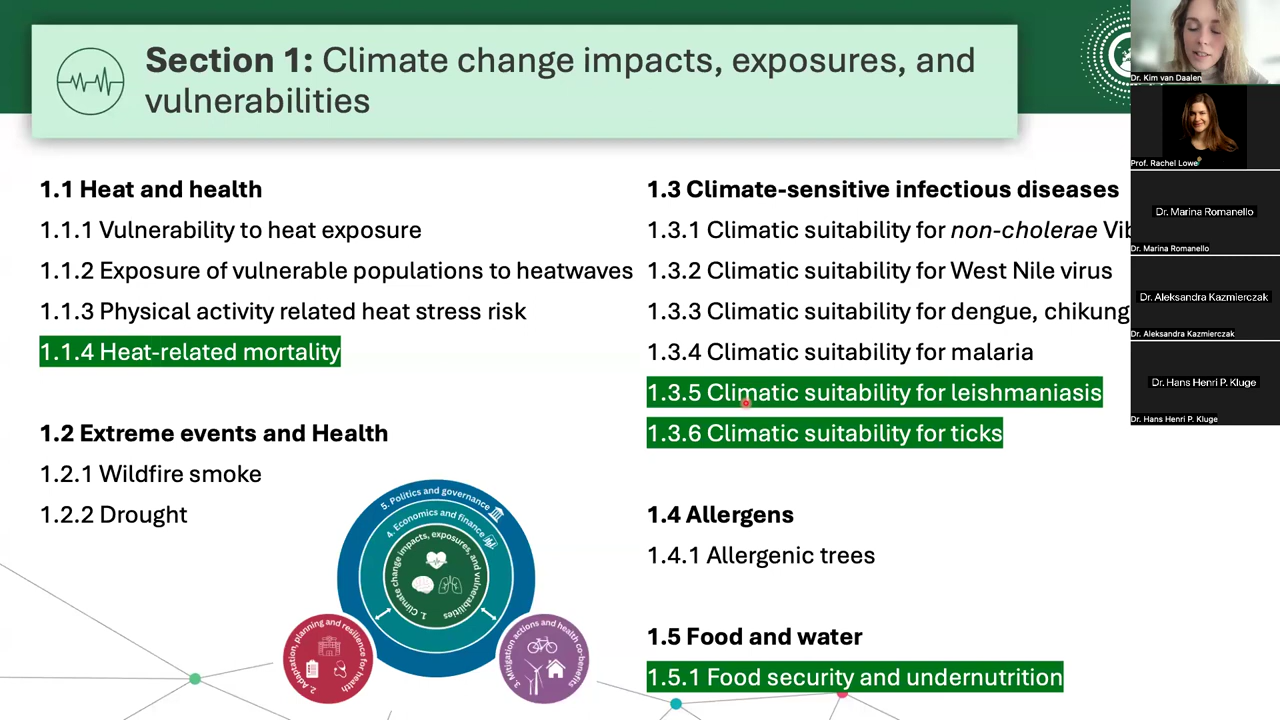 Section 1: Climate change impacts, exposures, and
vulnerabilities
1.1 Heat and health
1.1.1 Vulnerability to heat exposure
1.1.2 Exposure of vulnerable populations to heatwaves
1.1.3 Physical activity related heat stress risk
1.1.4 Heat-related mortality
1.2 Extreme events and Health
1.2.1 Wildfire smoke
1.2.2 Drought
5. Politics and governance
4. Economics and finance
1. Climate change impacts, exposures, and vulnerabilities
2. Adaptation, planning and resilience for health
3. Mitigation actions and health co-benefits
1.3 Climate-sensitive infectious diseases
1.3.1 Climatic suitability for non-cholerae Vib
1.3.2 Climatic suitability for West Nile virus
1.3.3 Climatic suitability for dengue, chikung
1.3.4 Climatic suitability for malaria
1.3.5 Climatic suitability for leishmaniasis
1.3.6 Climatic suitability for ticks
1.4 Allergens
1.4.1 Allergenic trees
1.5 Food and water
1.5.1 Food security and undernutrition
Dr. Kim van Daalen
Prof. Rachel Lowe
Dr. Marina Romanello
Dr. Marina Romanello
Dr. Aleksandra Kazmierczak
Dr. Aleksandra Kazmierczak
Dr. Hans Henri P. Kluge
Dr. Hans Henri P. Kluge